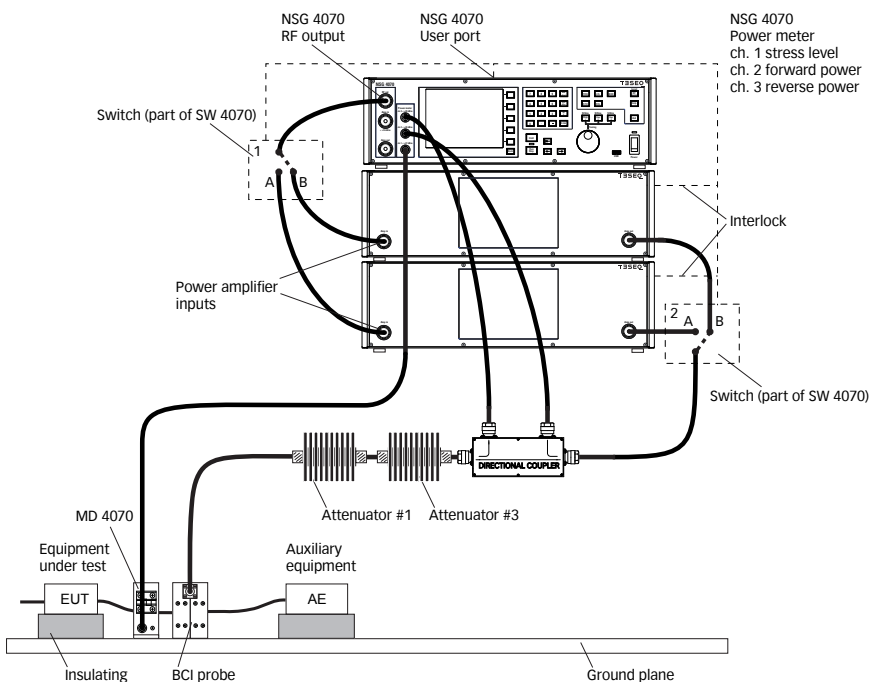 NSG 4070
RF output
NSG 4070
User port
NSG 4070
Power meter
ch. 1 stress level
ch. 2 forward power
ch. 3 reverse power
Switch (part of SW 4070)
1
A
B
NSG 4070
TESEQ
TESEQ
TESEQ
Interlock
Power amplifier
inputs
2
A
B
Switch (part of SW 4070)
DIRECTIONAL COUPLER
Attenuator #1
Attenuator #3
MD 4070
Equipment
under test
Auxiliary
equipment
EUT
AE
Insulating
BCI probe
Ground plane